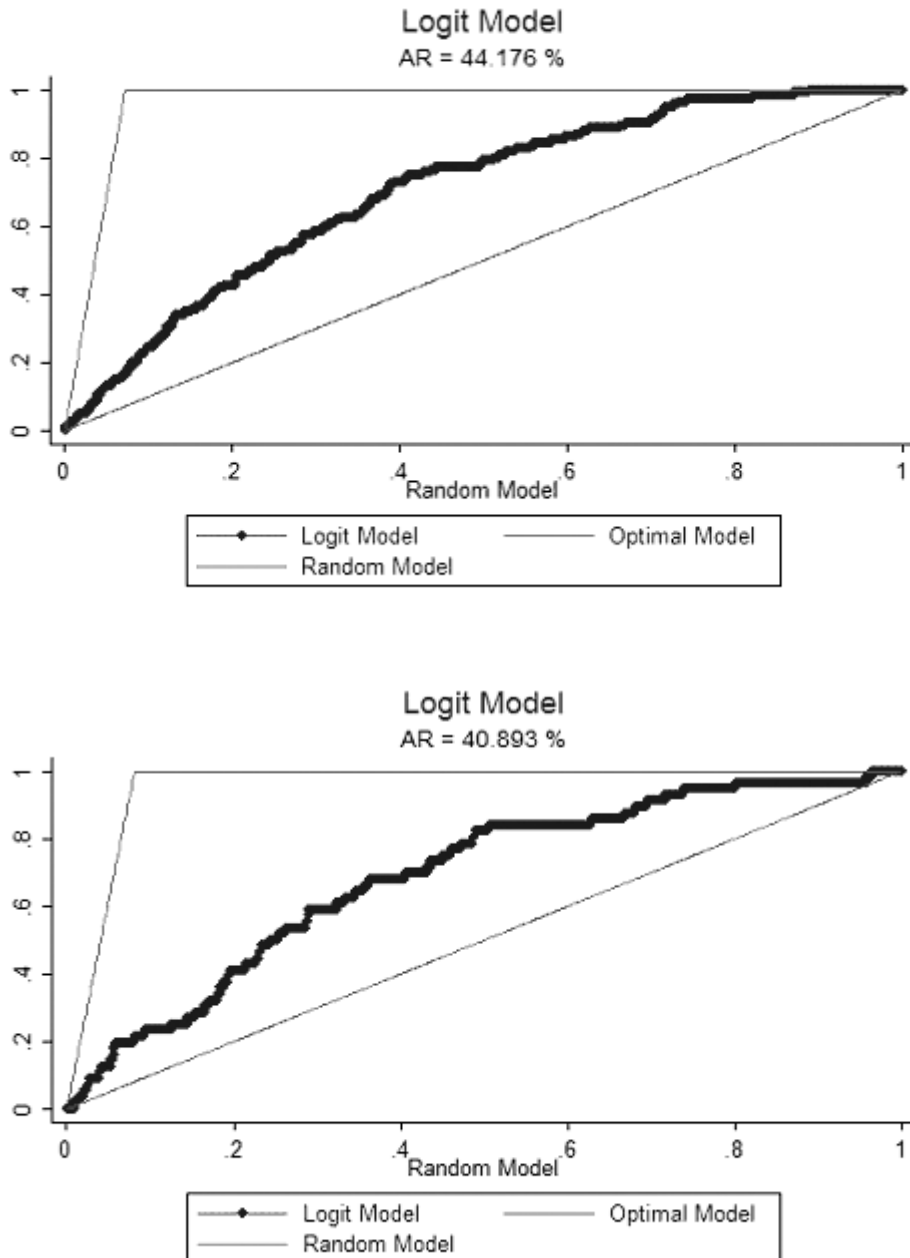 Logit Model
AR = 44.176 %
1
.8
.6
.4
.2
0
0 .2 .4 .6 .8 1
Random Model
Logit Model Optimal Model
Random Model
Logit Model
AR = 40.893 %
1
.8
.6
.4
.2
0
0 .2 .4 .6 .8 1
Random Model
Logit Model Optimal Model
Random Model